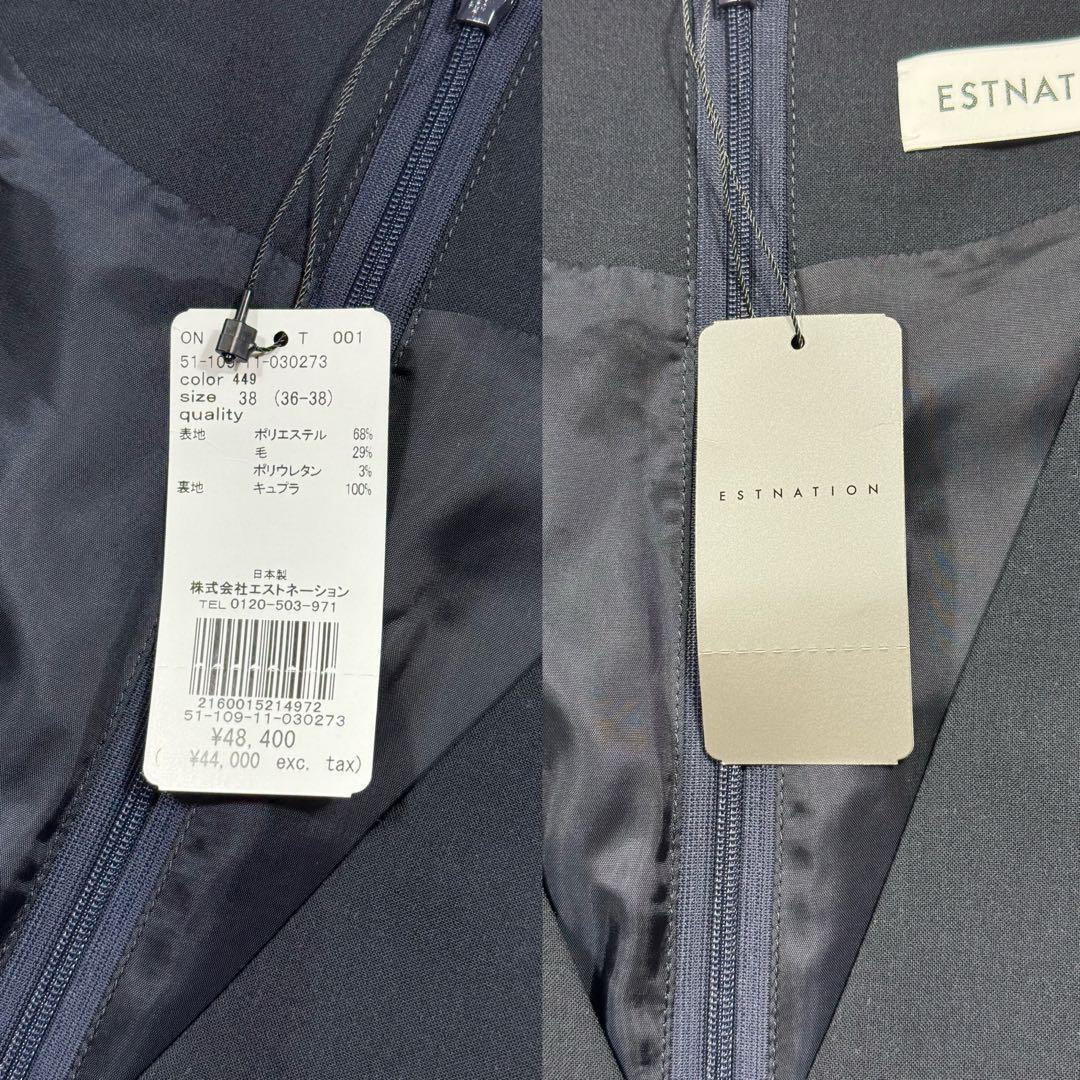 ON T 001
51-109-11-030273
color 449
size 38 (36-38)
quality
表地 ポリエステル 68%
毛 29%
ポリウレタン 3%
裏地 キュプラ 100%
日本製
株式会社エストネーション
TEL 0120-503-971
2160015214972
51-109-11-030273
¥48,400
( ¥44,000 exc. tax)
ESTNAT
ESTNATION